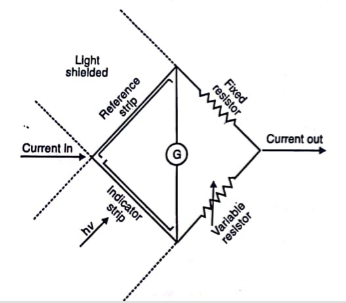 Light
shielded
Reference
strip
Fixed
resistor
Current in
G
Current out
Indicator
strip
hν
Variable
resistor